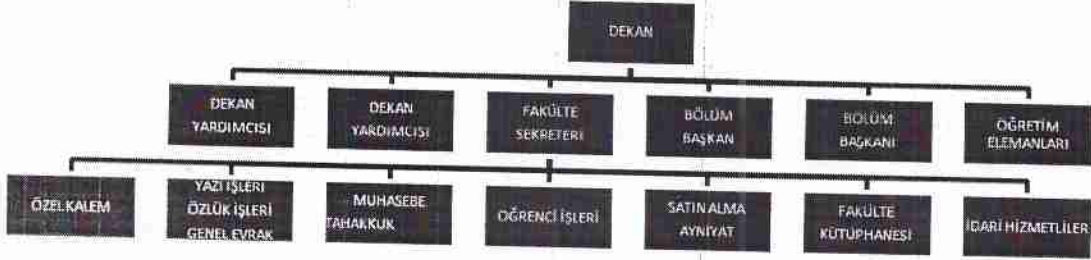 DEKAN
DEKAN
YARDIMCISI
DEKAN
YARDIMCISI
FAKÜLTE
SEKRETERİ
BÖLÜM
BAŞKAN
BÖLÜM
BAŞKANI
ÖĞRETİM
ELEMANLARI
ÖZEL KALEM
YAZI İŞLERİ
ÖZLÜK İŞLERİ
GENEL EVRAK
MUHASEBE
TAHAKKUK
ÖĞRENCİ İŞLERİ
SATIN ALMA
AYNİYAT
FAKÜLTE
KÜTÜPHANESİ
İDARİ HİZMETLİLER